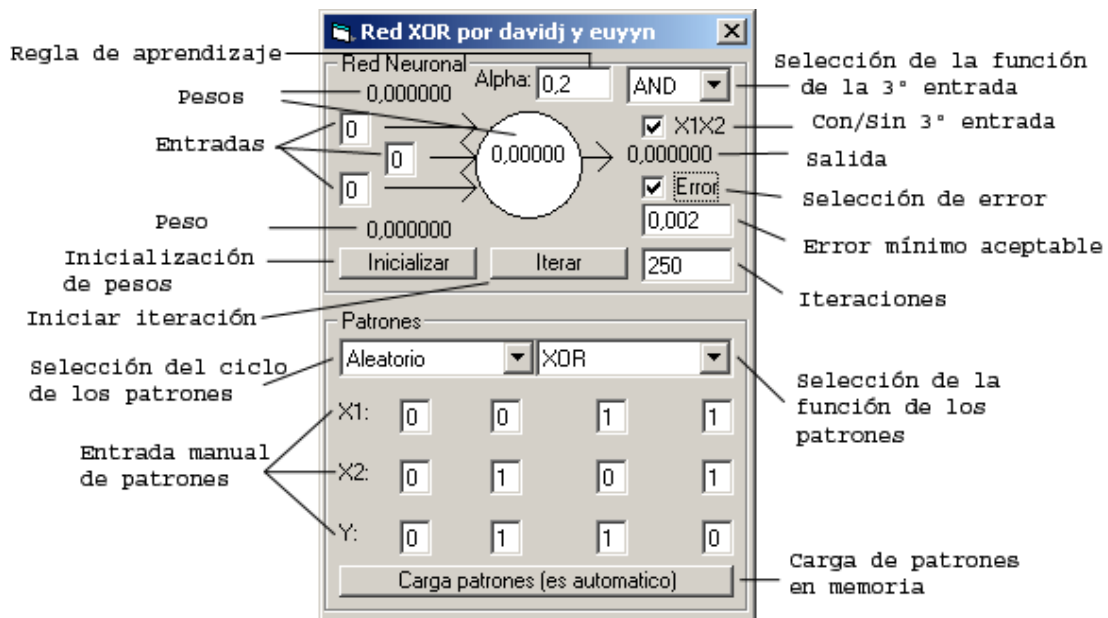 Red XOR por davidj y euyyn
Regla de aprendizaje
Red Neuronal
Alpha: 0,2
AND
Selección de la función
de la 3ª entrada
Pesos
0,000000
0
X1X2
Con/Sin 3ª entrada
Entradas
0
0,00000
0,000000
Salida
0
Error
Selección de error
Peso
0,000000
0,002
Error mínimo aceptable
Inicialización
de pesos
Inicializar
Iterar
250
Iteraciones
Iniciar iteración
Patrones
Selección del ciclo
de los patrones
Aleatorio
XOR
Selección de la
función de los
patrones
X1: 0 0 1 1
Entrada manual
de patrones
X2: 0 1 0 1
Y: 0 1 1 0
Carga patrones (es automatico)
Carga de patrones
en memoria